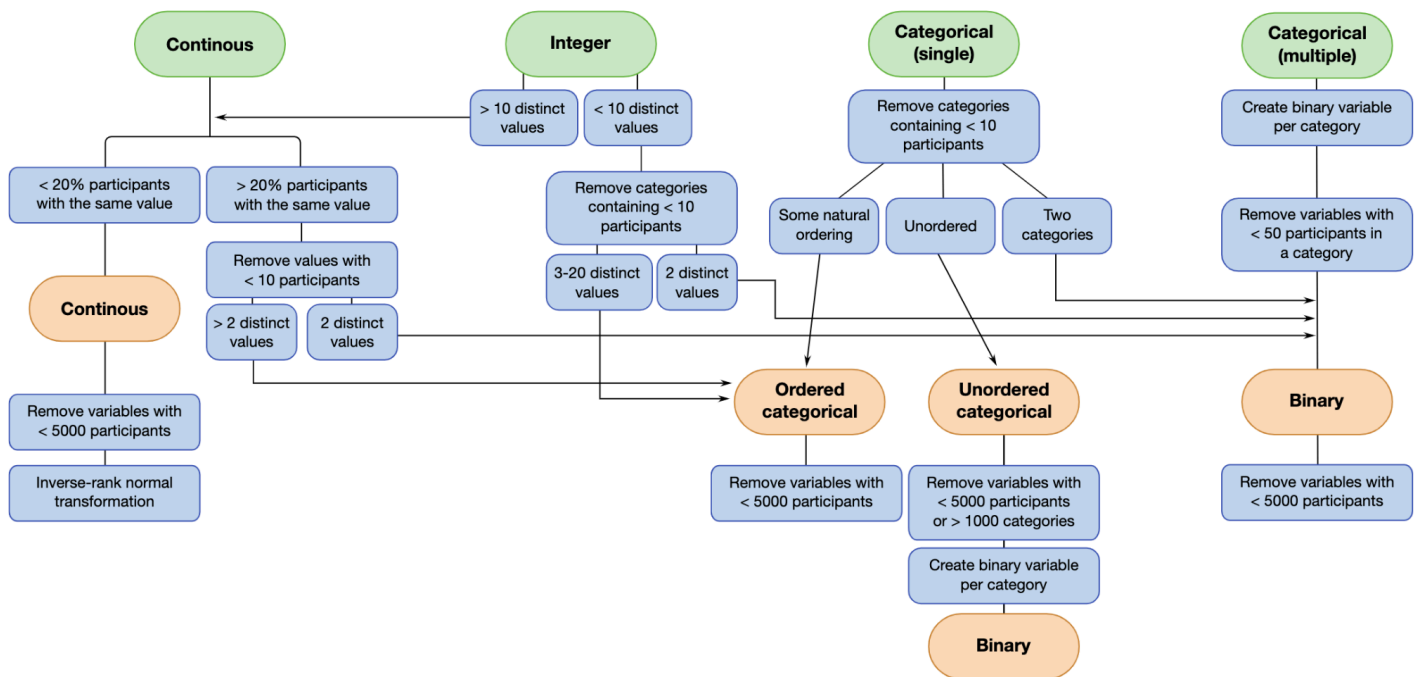 Continous
Integer
Categorical
(single)
Categorical
(multiple)
> 10 distinct
values
< 10 distinct
values
Remove categories
containing < 10
participants
Create binary variable
per category
< 20% participants
with the same value
> 20% participants
with the same value
Remove categories
containing < 10
participants
Some natural
ordering
Unordered
Two
categories
Remove variables with
< 50 participants in
a category
Remove values with
< 10 participants
3-20 distinct
values
2 distinct
values
Continous
> 2 distinct
values
2 distinct
values
Ordered
categorical
Unordered
categorical
Binary
Remove variables with
< 5000 participants
Inverse-rank normal
transformation
Remove variables with
< 5000 participants
Remove variables with
< 5000 participants
or > 1000 categories
Remove variables with
< 5000 participants
Create binary variable
per category
Binary